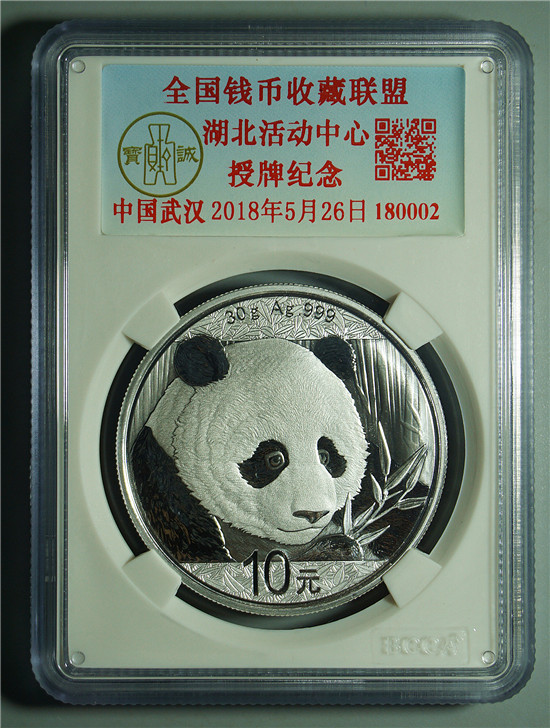 全国钱币收藏联盟
湖北活动中心
寶 誠
授牌纪念
中国武汉 2018年5月26日 180002
30g Ag 999
10元